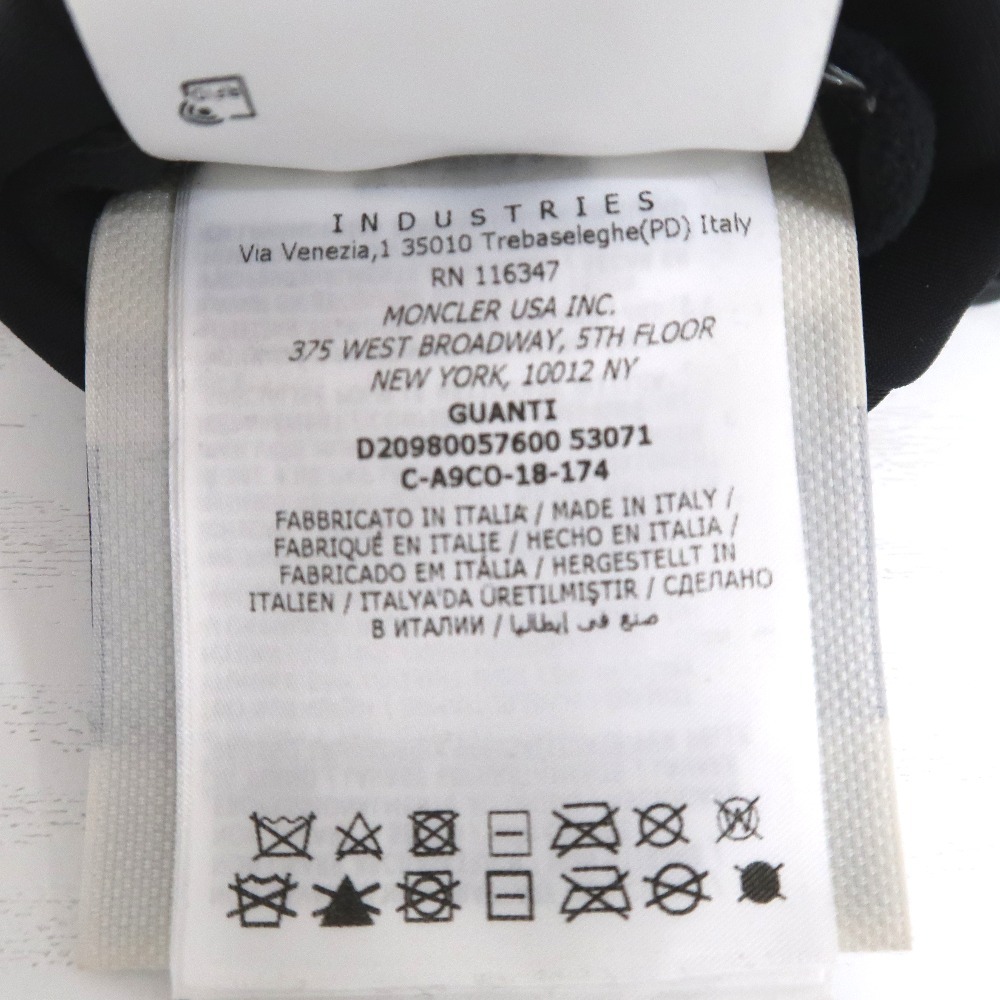 INDUSTRIES
Via Venezia,1 35010 Trebaseleghe(PD) Italy
RN 116347
MONCLER USA INC.
375 WEST BROADWAY, 5TH FLOOR
NEW YORK, 10012 NY
GUANTI
D20980057600 53071
C-A9CO-18-174
FABBRICATO IN ITALIA / MADE IN ITALY /
FABRIQUÉ EN ITALIE / HECHO EN ITALIA /
FABRICADO EM ITÁLIA / HERGESTELLT IN
ITALIEN / ITALYA'DA ÜRETILMIŞTIR / СДЕЛАНО
В ИТАЛИИ / صنع في إيطاليا
W